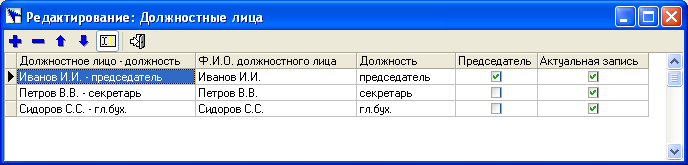 Редактирование: Должностные лица
Должностное лицо - должность Ф.И.О. должностного лица Должность Председатель Актуальная запись
Иванов И.И. - председатель Иванов И.И. председатель
Петров В.В. - секретарь Петров В.В. секретарь
Сидоров С.С. - гл.бух. Сидоров С.С. гл.бух.